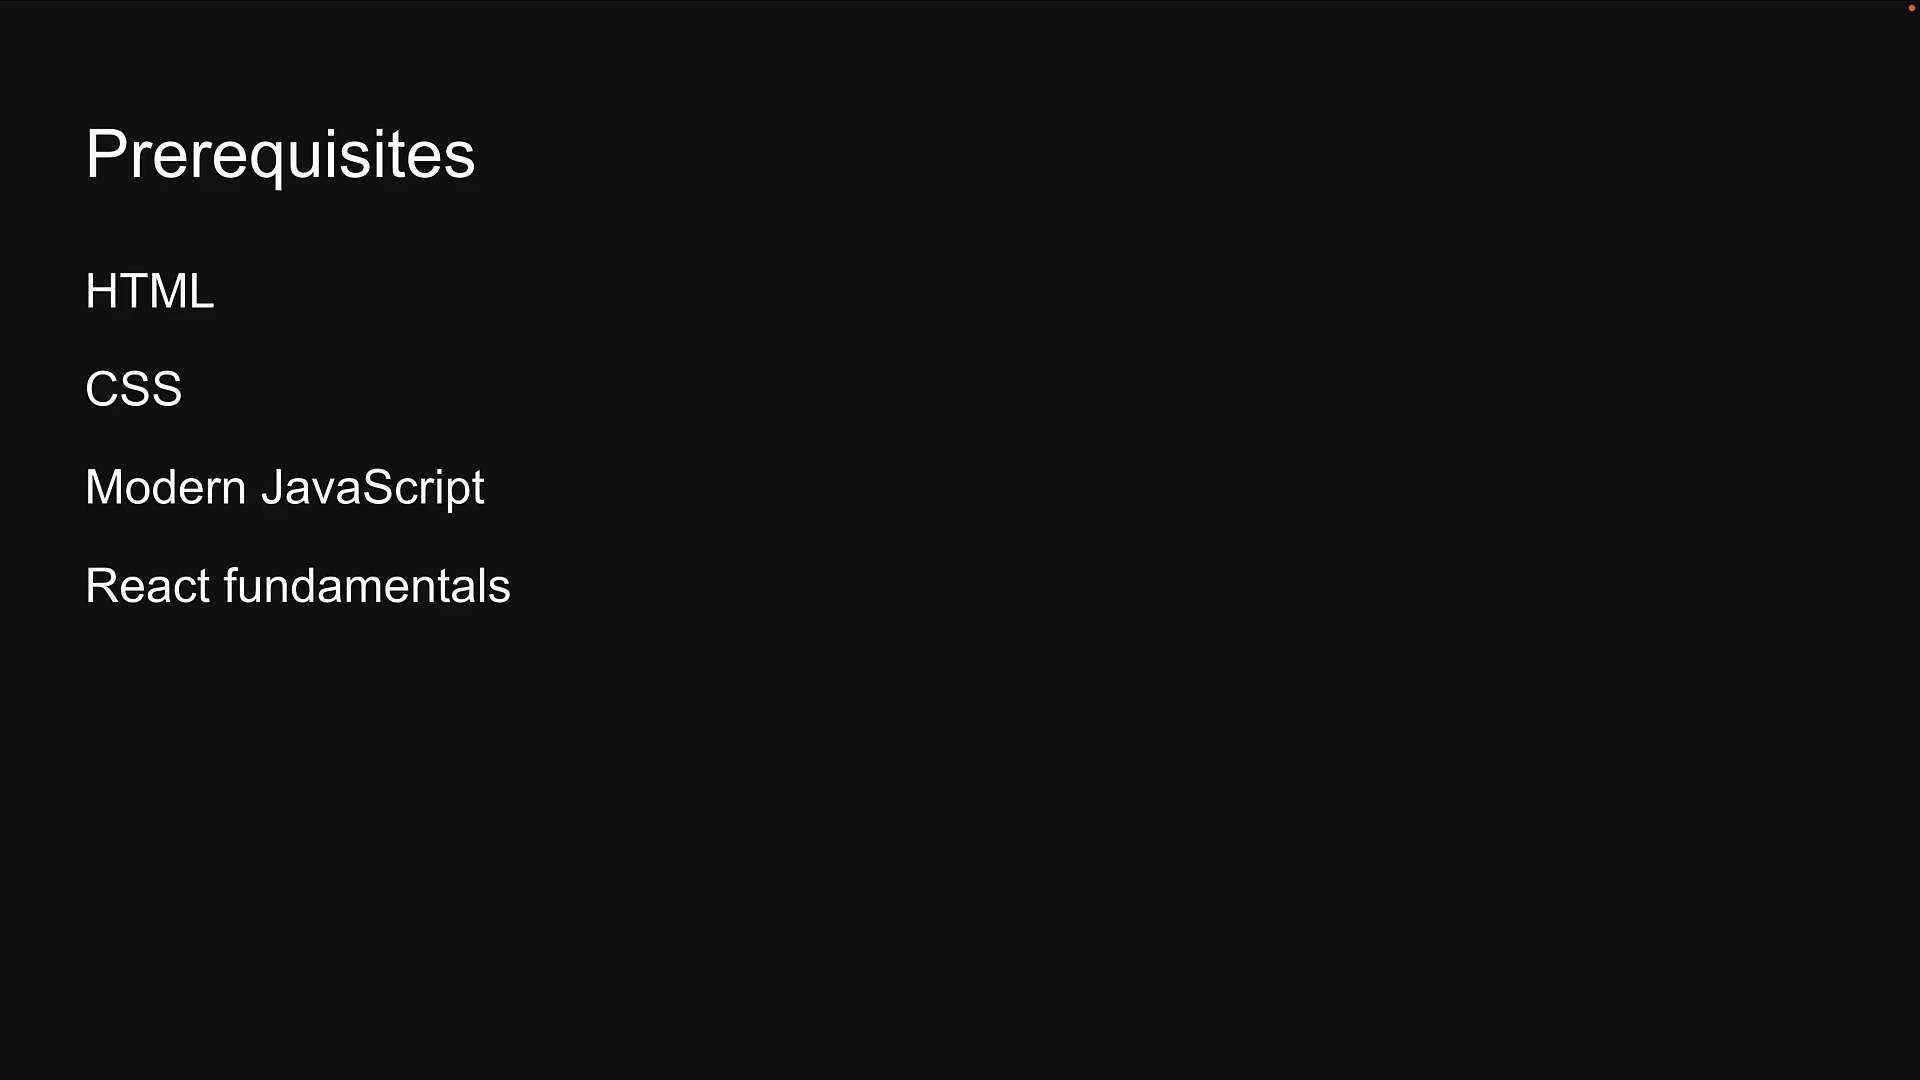 Prerequisites
HTML
CSS
Modern JavaScript
React fundamentals